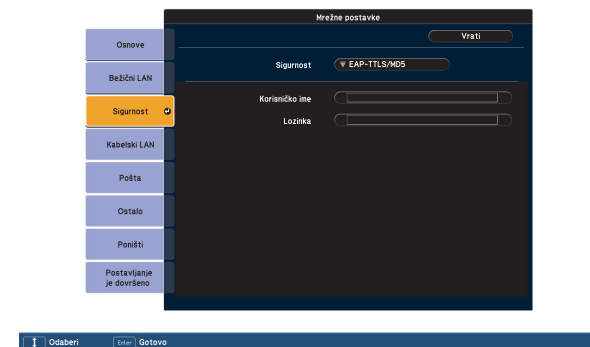 Mrežne postavke
Vrati
Osnove
Bežični LAN
Sigurnost
Kabelski LAN
Pošta
Ostalo
Poništi
Postavljanje
je dovršeno
Sigurnost
EAP-TTLS/MD5
Korisničko ime
Lozinka
Odaberi
Enter Gotovo